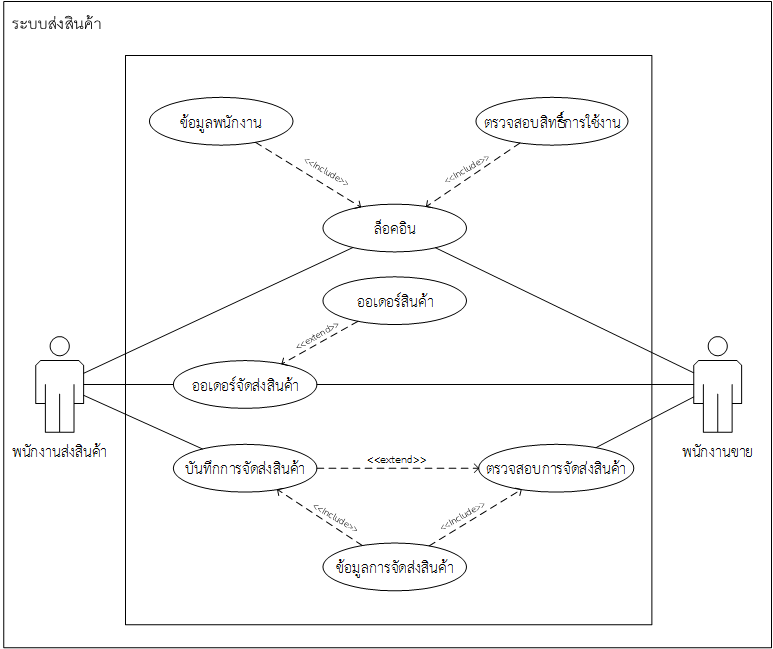 ระบบส่งสินค้า
ข้อมูลพนักงาน
ตรวจสอบสิทธิ์การใช้งาน
<<include>>
<<include>>
ล็อคอิน
ออเดอร์สินค้า
<<extend>>
ออเดอร์จัดส่งสินค้า
พนักงานส่งสินค้า
พนักงานขาย
บันทึกการจัดส่งสินค้า
<<extend>>
ตรวจสอบการจัดส่งสินค้า
<<include>>
<<include>>
ข้อมูลการจัดส่งสินค้า